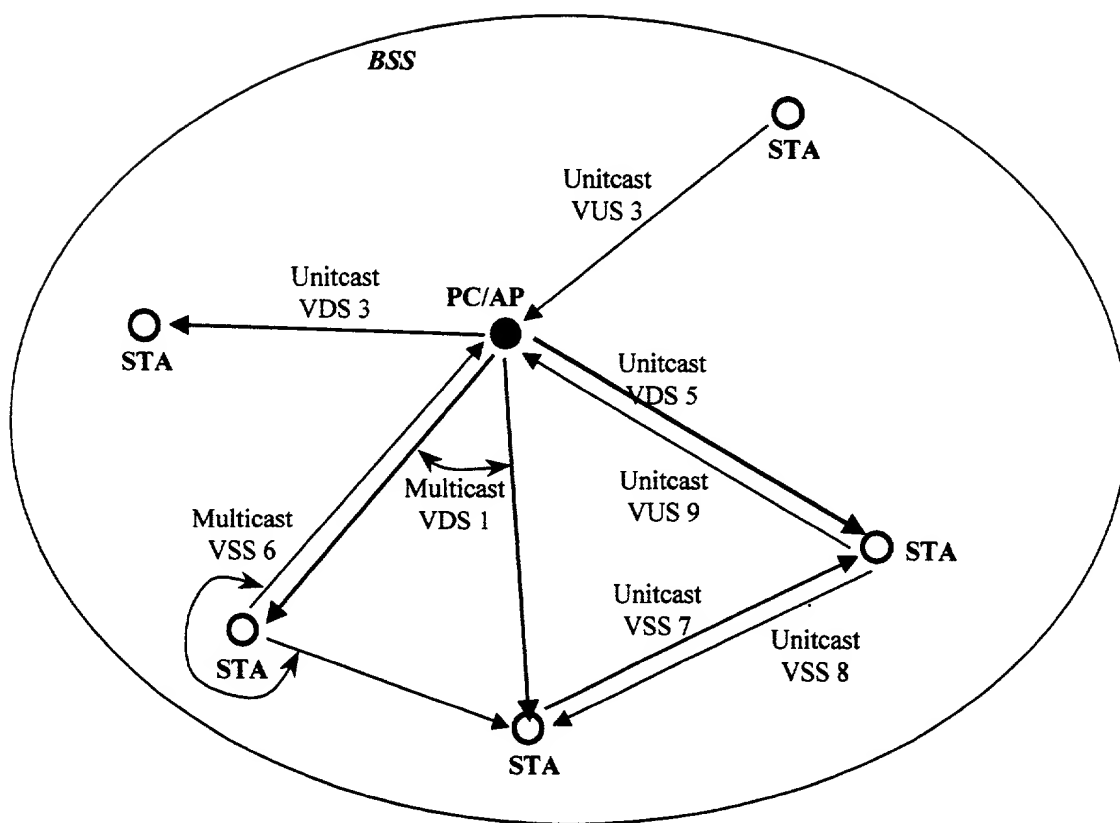 BSS
STA
Unitcast
VUS 3
Unitcast
VDS 3
PC/AP
STA
Unitcast
VDS 5
Multicast
VDS 1
Unitcast
VUS 9
Multicast
VSS 6
STA
Unitcast
VSS 7
Unitcast
VSS 8
STA
STA